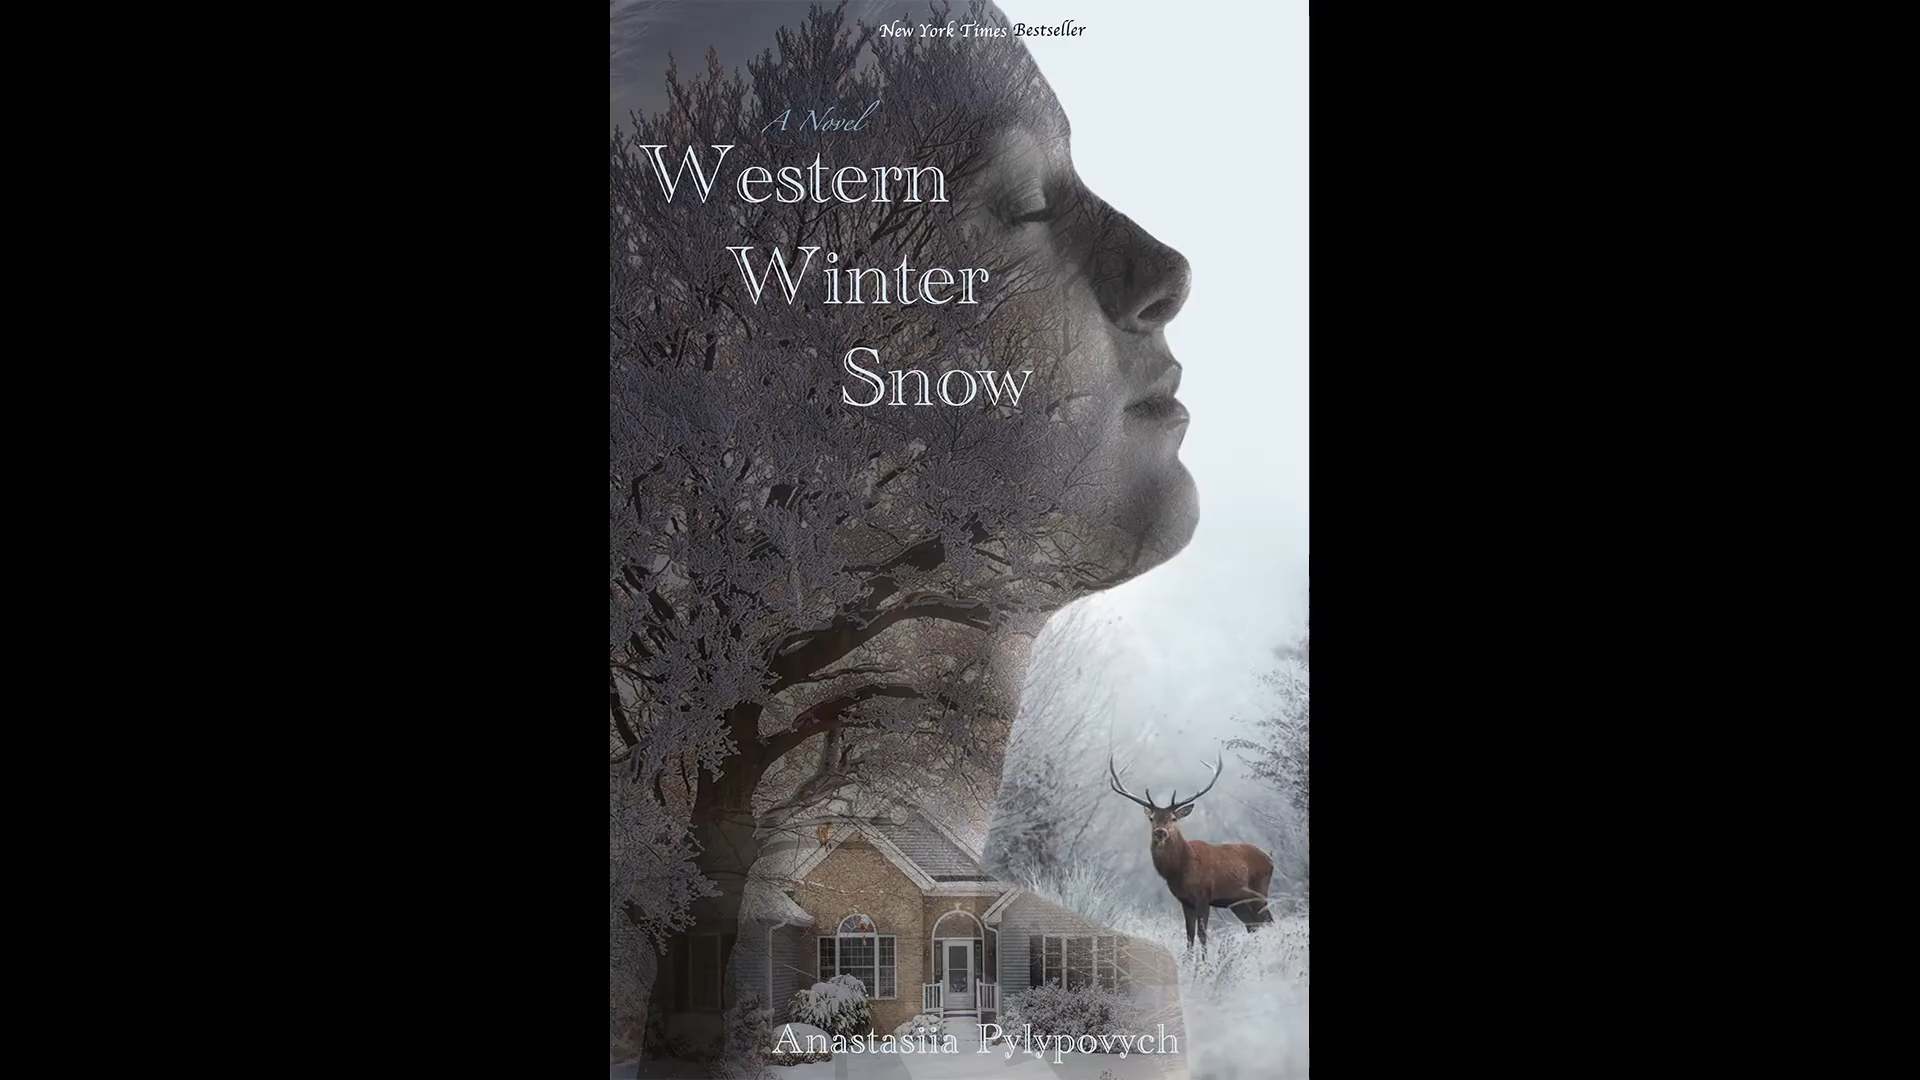 New York Times Bestseller
A Novel
Western
Winter
Snow
Anastasiia Pylypovych